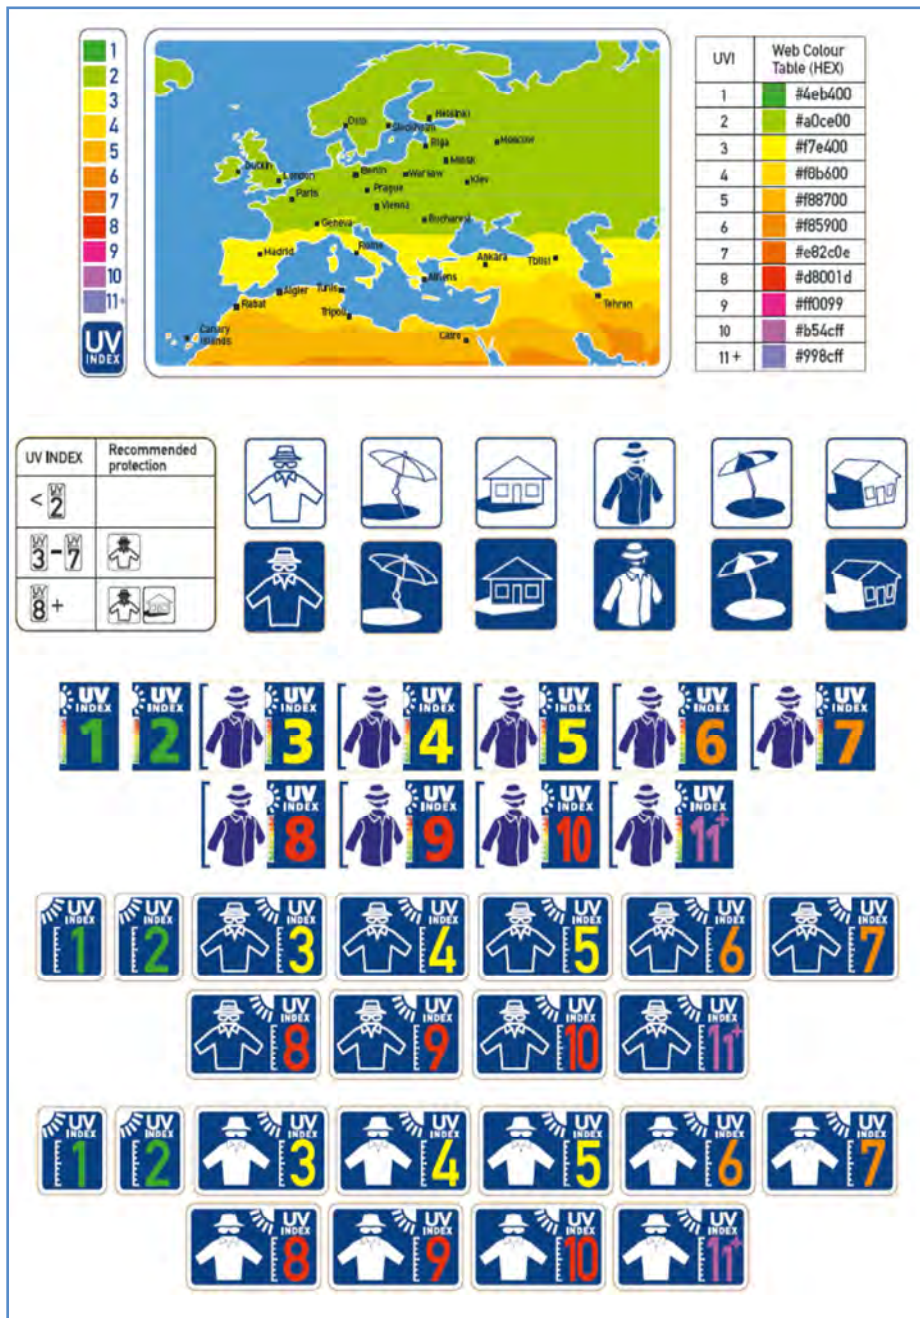 1
2
3
4
5
6
7
8
9
10
11+
UV
INDEX
Oslo
Helsinki
Stockholm
Riga
Moscow
Minsk
Dublin
London
Berlin
Warsaw
Kiev
Paris
Prague
Vienna
Geneva
Bucharest
Madrid
Rome
Ankara
Tbilisi
Athens
Algier
Tunis
Rabat
Tripoli
Tehran
Canary
Islands
Cairo
UVI Web Colour
Table (HEX)
1 #4eb400
2 #a0ce00
3 #f7e400
4 #f8b600
5 #f88700
6 #f85900
7 #e82c0e
8 #d8001d
9 #ff0099
10 #b54cff
11 + #998cff
UV INDEX Recommended
protection
< UV 2
UV 3 - UV 7
UV 8 +
UV INDEX 1 UV INDEX 2 UV INDEX 3 UV INDEX 4 UV INDEX 5 UV INDEX 6 UV INDEX 7
UV INDEX 8 UV INDEX 9 UV INDEX 10 UV INDEX 11+
UV INDEX 1 UV INDEX 2 UV INDEX 3 UV INDEX 4 UV INDEX 5 UV INDEX 6 UV INDEX 7
UV INDEX 8 UV INDEX 9 UV INDEX 10 UV INDEX 11+
UV INDEX 1 UV INDEX 2 UV INDEX 3 UV INDEX 4 UV INDEX 5 UV INDEX 6 UV INDEX 7
UV INDEX 8 UV INDEX 9 UV INDEX 10 UV INDEX 11+